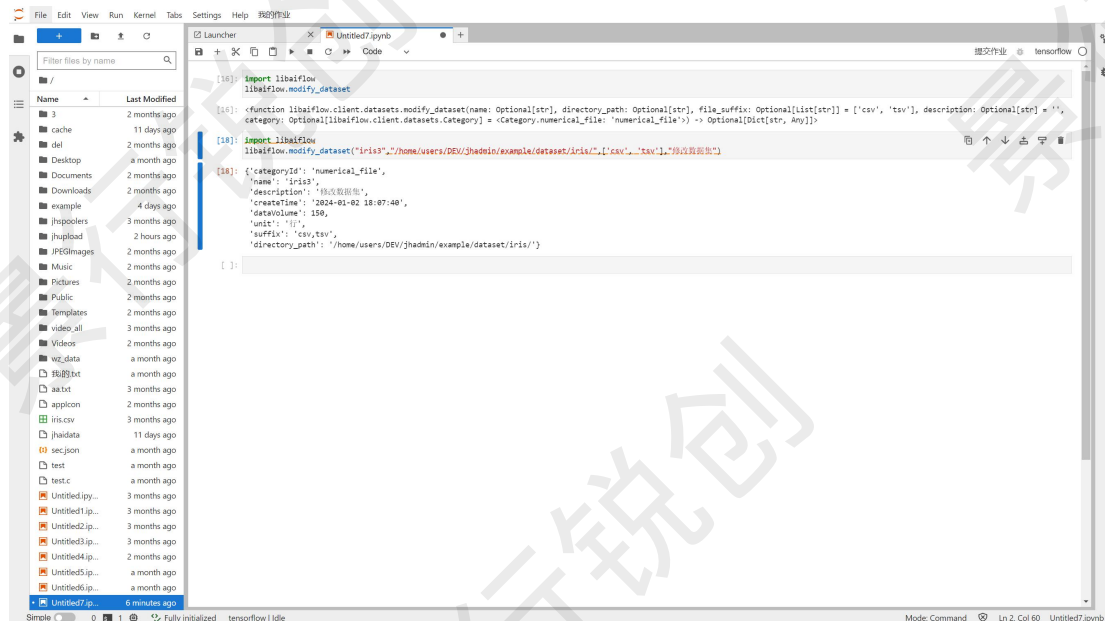 File Edit View Run Kernel Tabs Settings Help 我的作业
Launcher
Untitled7.ipynb
Code
提交作业
tensorflow
Filter files by name
/
Name Last Modified
3 2 months ago
cache 11 days ago
del 2 months ago
Desktop a month ago
Documents 2 months ago
Downloads 2 months ago
example 4 days ago
jhspoolers 3 months ago
jhupload 2 hours ago
JPEGImages 2 months ago
Music 2 months ago
Pictures 2 months ago
Public 2 months ago
Templates 2 months ago
video_all 3 months ago
Videos 2 months ago
wz_data a month ago
我的.txt a month ago
aa.txt 3 months ago
appIcon 2 months ago
iris.csv 3 months ago
jhaidata 11 days ago
sec.json a month ago
test a month ago
test.c a month ago
Untitled.ipy... 3 months ago
Untitled1.ip... 3 months ago
Untitled2.ip... 3 months ago
Untitled3.ip... 3 months ago
Untitled4.ip... 2 months ago
Untitled5.ip... a month ago
Untitled6.ip... a month ago
Untitled7.ip... 6 minutes ago
[16]: import libaiflow
libaiflow.modify_dataset
[16]: <function libaiflow.client.datasets.modify_dataset(name: Optional[str], directory_path: Optional[str], file_suffix: Optional[List[str]] = ['csv', 'tsv'], description: Optional[str] = '',
category: Optional[libaiflow.client.datasets.Category] = <Category.numerical_file: 'numerical_file'>) -> Optional[Dict[str, Any]]>
[18]: import libaiflow
libaiflow.modify_dataset("iris3","/home/users/DEV/jhadmin/example/dataset/iris/",['csv', 'tsv'],"修改数据集")
[18]: {'categoryId': 'numerical_file',
'name': 'iris3',
'description': '修改数据集',
'createTime': '2024-01-02 18:07:40',
'dataVolume': 150,
'unit': '行',
'suffix': 'csv,tsv',
'directory_path': '/home/users/DEV/jhadmin/example/dataset/iris/'}
[ ]:
Simple 0 1 Fully initialized tensorflow | Idle
Mode: Command Ln 2, Col 60 Untitled7.ipynb
景行锐创
景